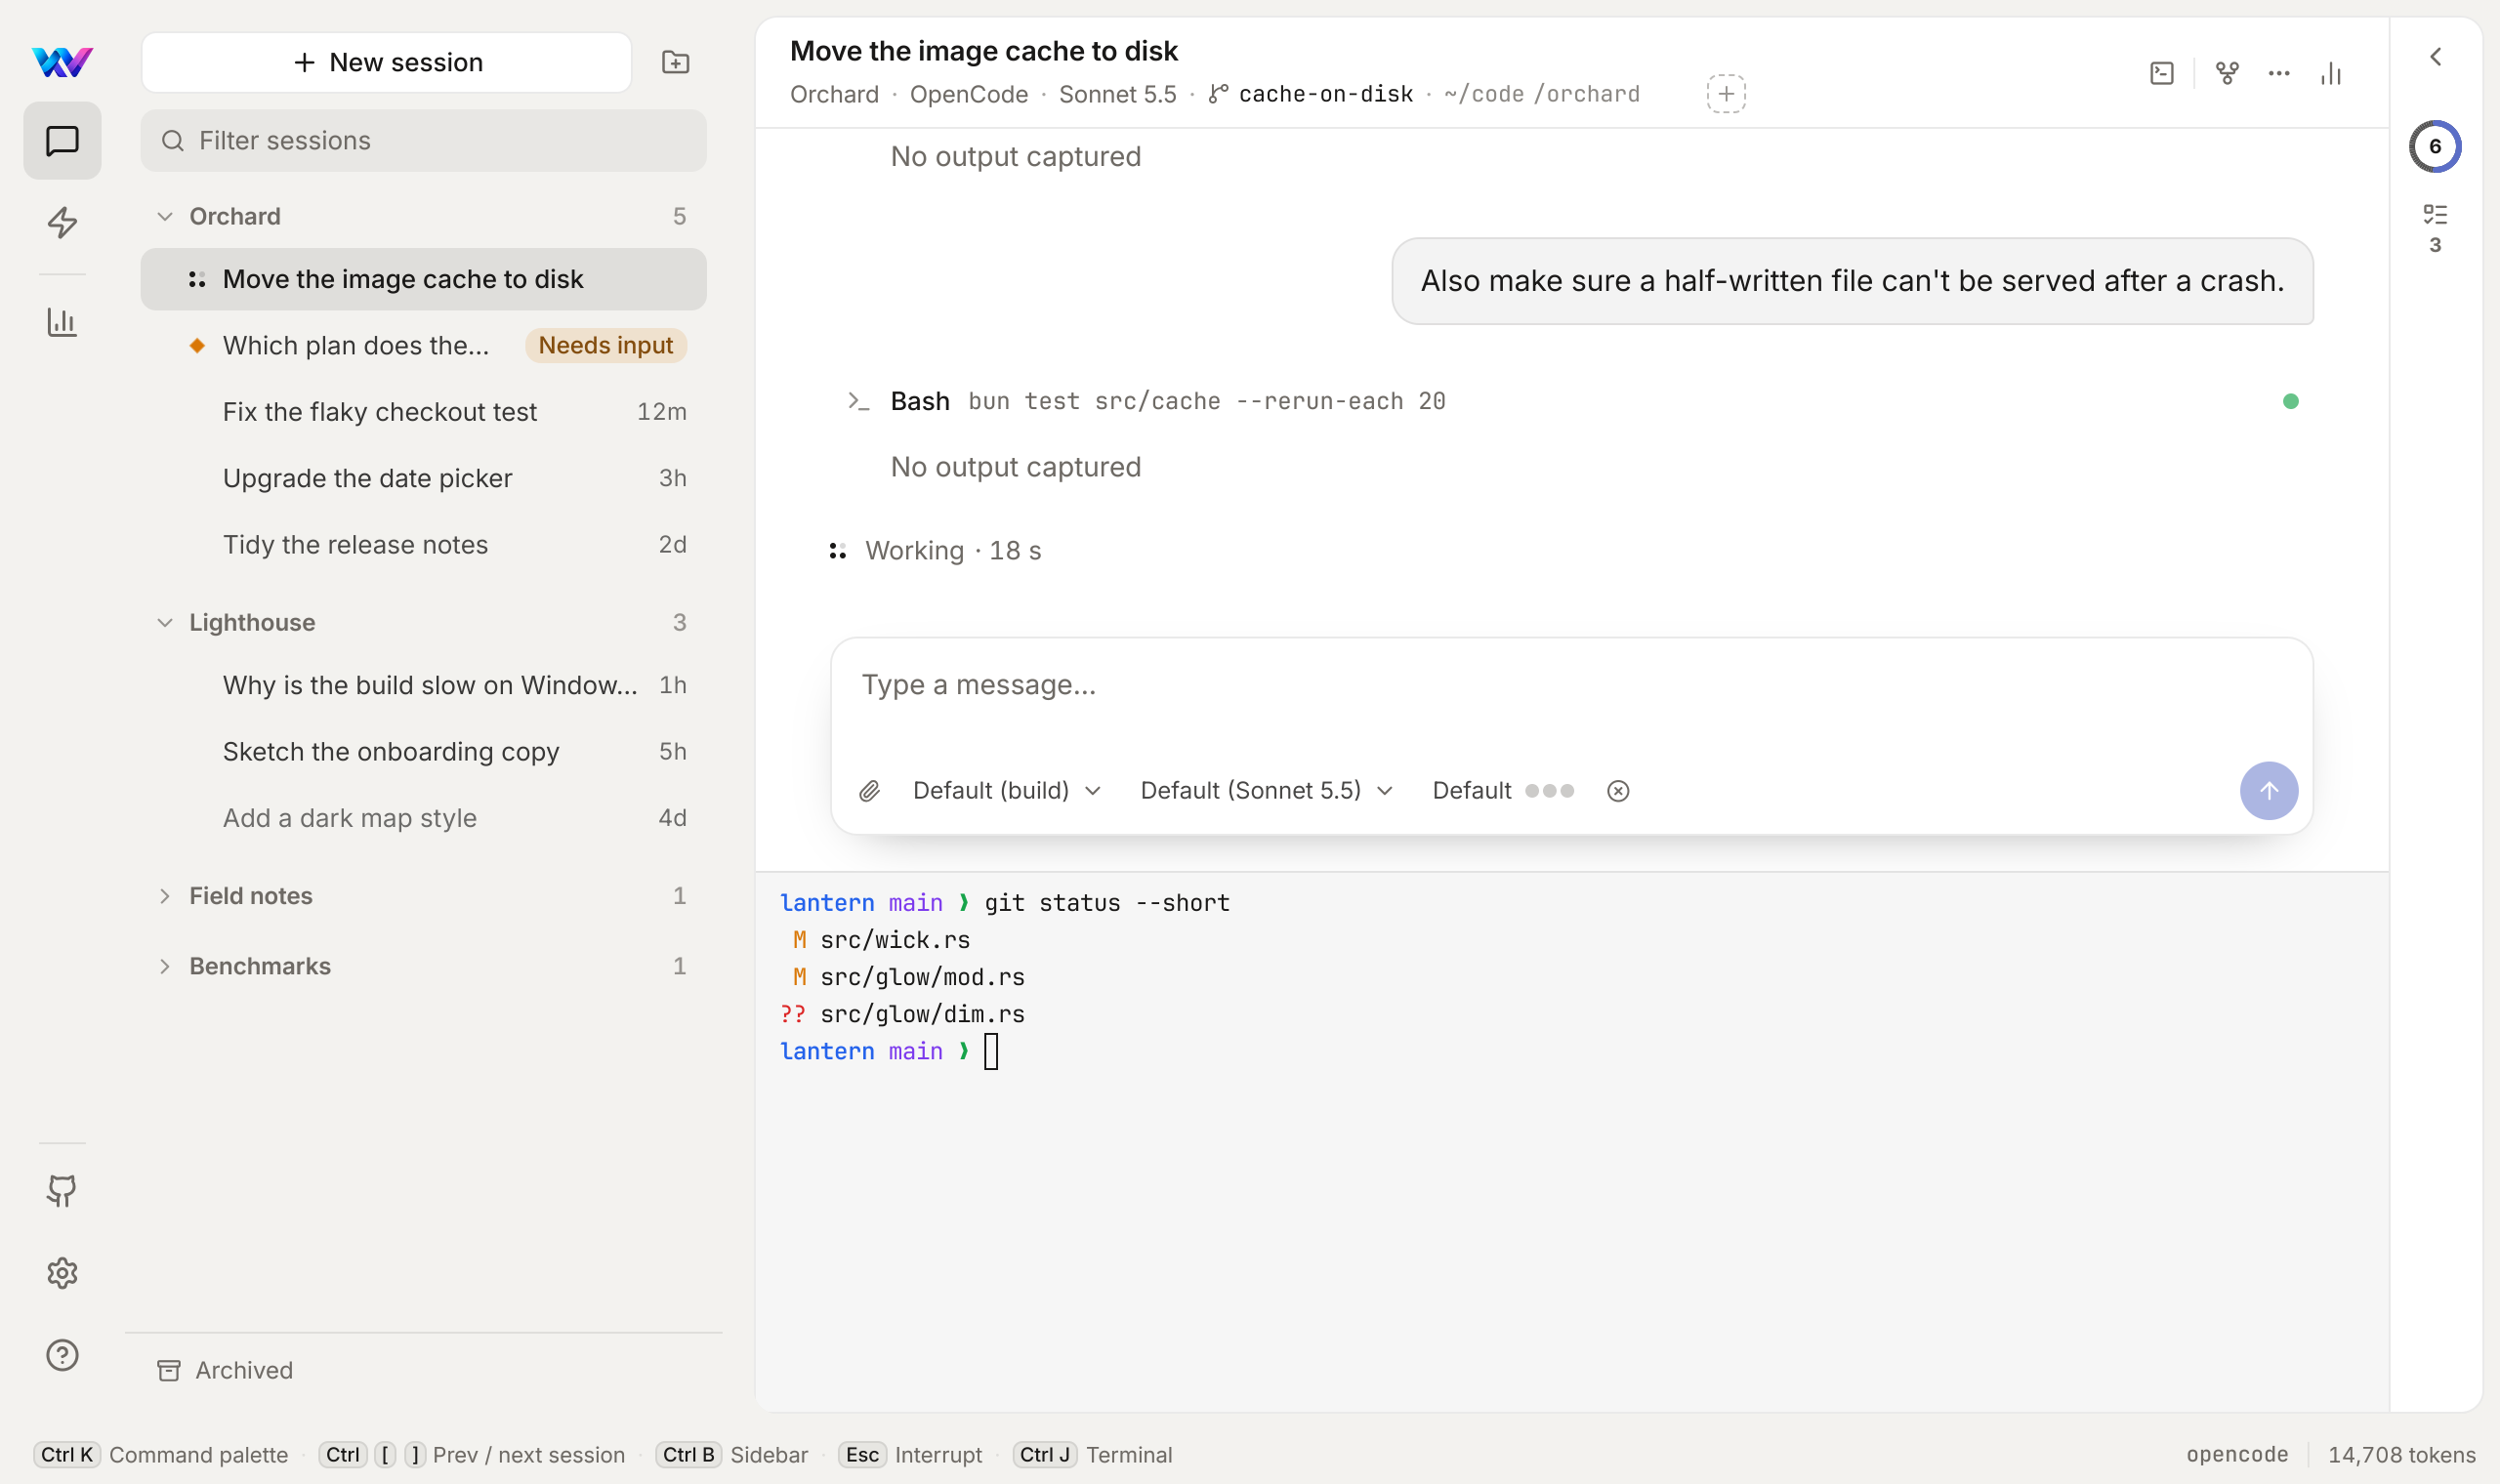 New session
Filter sessions
Orchard 5
Move the image cache to disk
Which plan does the... Needs input
Fix the flaky checkout test 12m
Upgrade the date picker 3h
Tidy the release notes 2d
Lighthouse 3
Why is the build slow on Window... 1h
Sketch the onboarding copy 5h
Add a dark map style 4d
Field notes 1
Benchmarks 1
Archived
Move the image cache to disk
Orchard · OpenCode · Sonnet 5.5 · cache-on-disk · ~/code/orchard
No output captured
Also make sure a half-written file can't be served after a crash.
Bash bun test src/cache --rerun-each 20
No output captured
Working · 18 s
Type a message...
Default (build) Default (Sonnet 5.5) Default
lantern main ❯ git status --short
M src/wick.rs
M src/glow/mod.rs
?? src/glow/dim.rs
lantern main ❯
6
3
Ctrl K Command palette · Ctrl [ ] Prev / next session · Ctrl B Sidebar · Esc Interrupt · Ctrl J Terminal
opencode 14,708 tokens